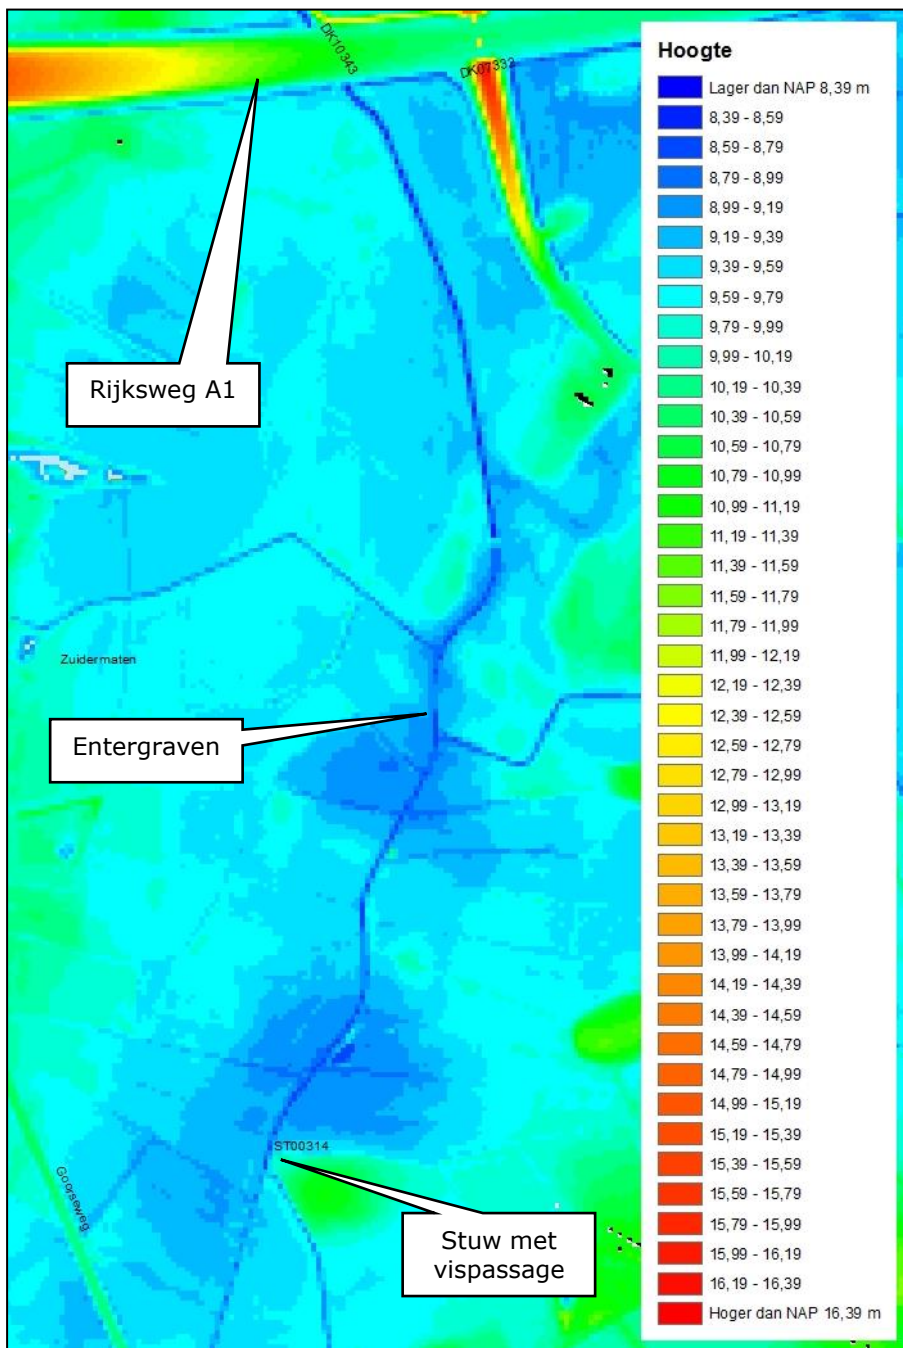 DK10343
DK07332
Rijksweg A1
Zuidermaten
Entergraven
ST00314
Goorseweg
Stuw met
vispassage
Hoogte
Lager dan NAP 8,39 m
8,39 - 8,59
8,59 - 8,79
8,79 - 8,99
8,99 - 9,19
9,19 - 9,39
9,39 - 9,59
9,59 - 9,79
9,79 - 9,99
9,99 - 10,19
10,19 - 10,39
10,39 - 10,59
10,59 - 10,79
10,79 - 10,99
10,99 - 11,19
11,19 - 11,39
11,39 - 11,59
11,59 - 11,79
11,79 - 11,99
11,99 - 12,19
12,19 - 12,39
12,39 - 12,59
12,59 - 12,79
12,79 - 12,99
12,99 - 13,19
13,19 - 13,39
13,39 - 13,59
13,59 - 13,79
13,79 - 13,99
13,99 - 14,19
14,19 - 14,39
14,39 - 14,59
14,59 - 14,79
14,79 - 14,99
14,99 - 15,19
15,19 - 15,39
15,39 - 15,59
15,59 - 15,79
15,79 - 15,99
15,99 - 16,19
16,19 - 16,39
Hoger dan NAP 16,39 m